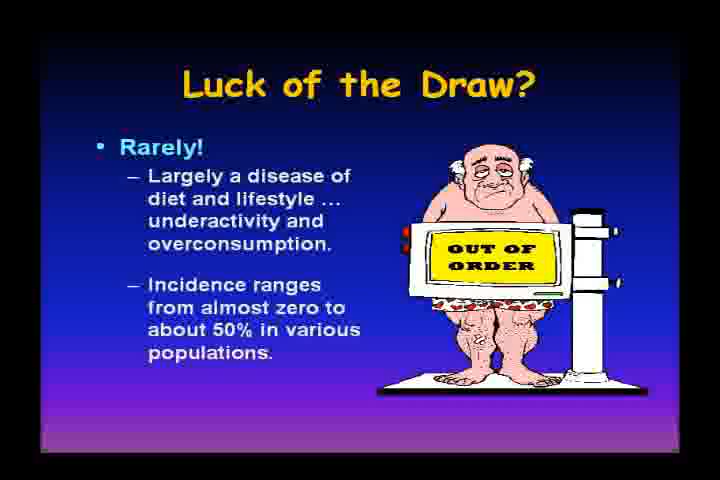 Luck of the Draw?
• Rarely!
– Largely a disease of
diet and lifestyle ...
underactivity and
overconsumption.
– Incidence ranges
from almost zero to
about 50% in various
populations.
OUT OF
ORDER